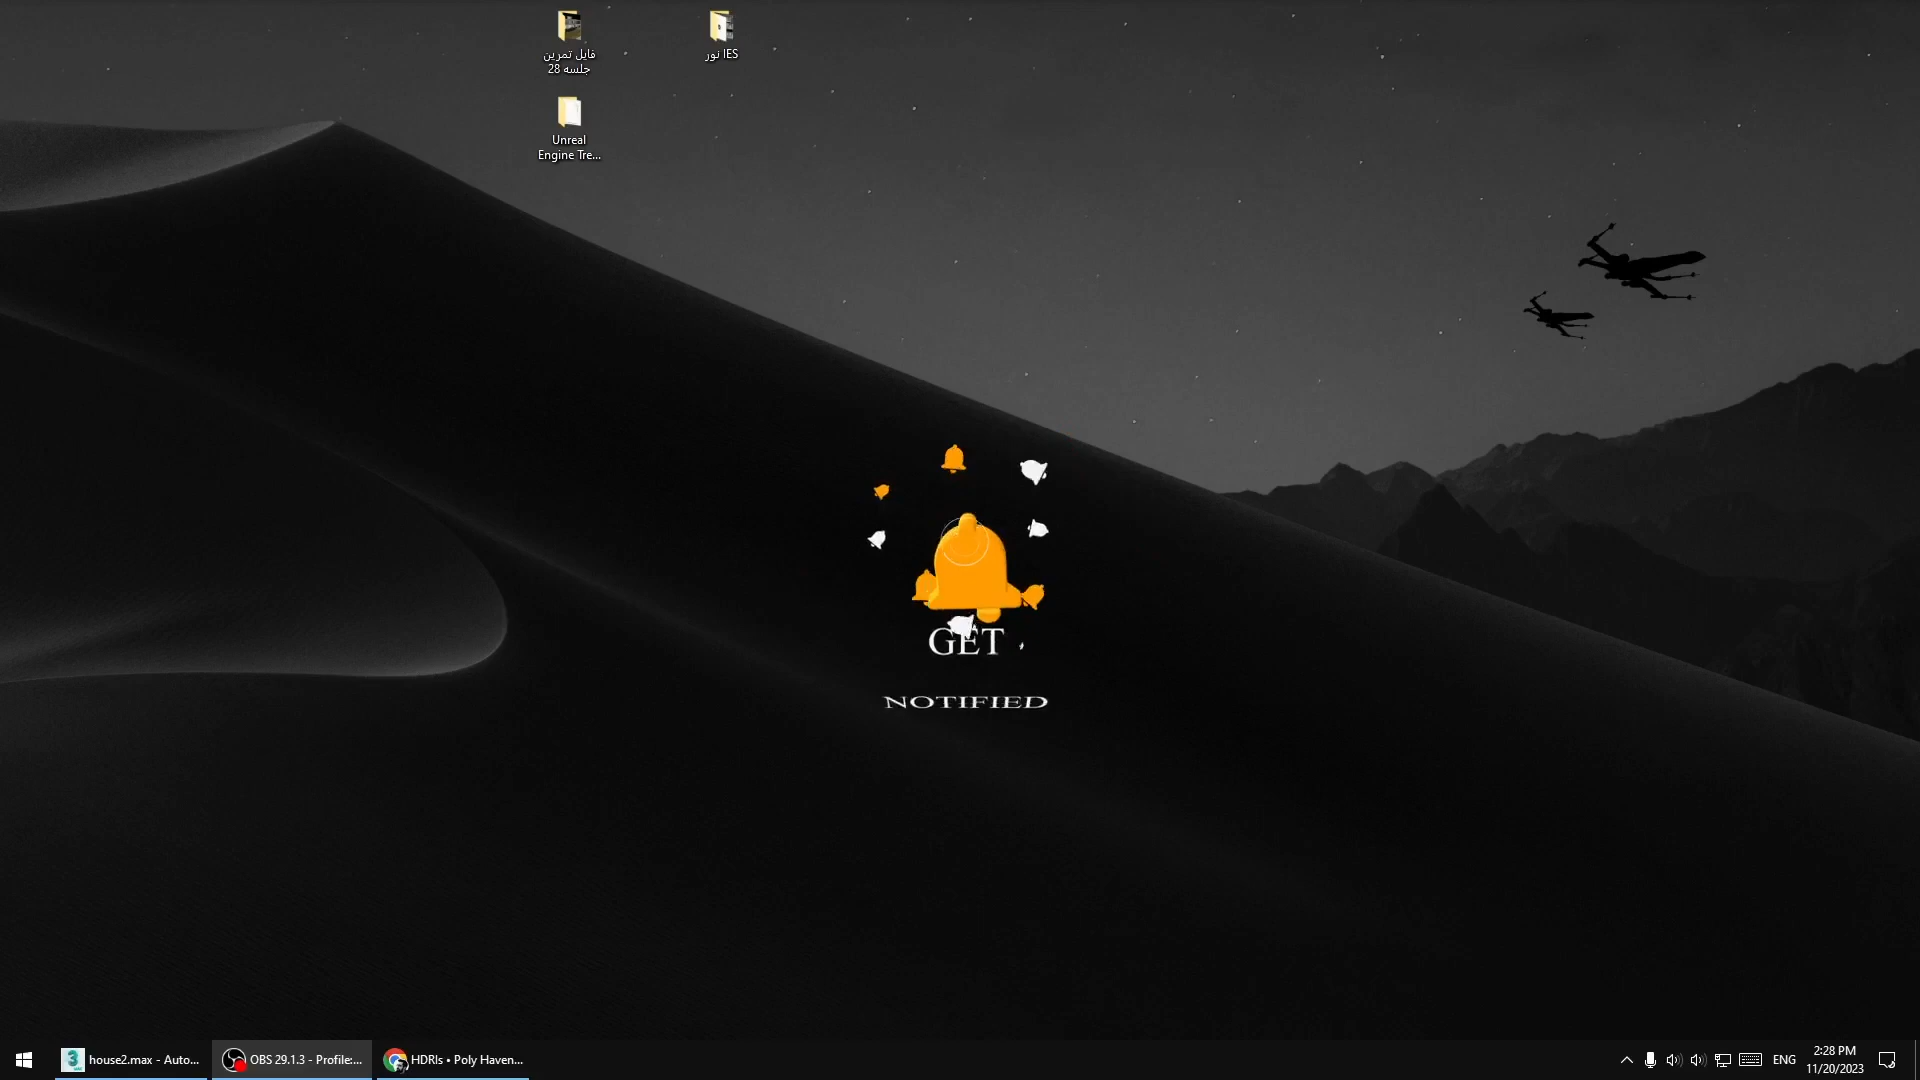 فایل تمرین
جلسه 28
نور IES
Unreal
Engine Tre...
GET
NOTIFIED
house2.max - Auto...
OBS 29.1.3 - Profile:...
HDRIs • Poly Haven...
ENG
2:28 PM
11/20/2023